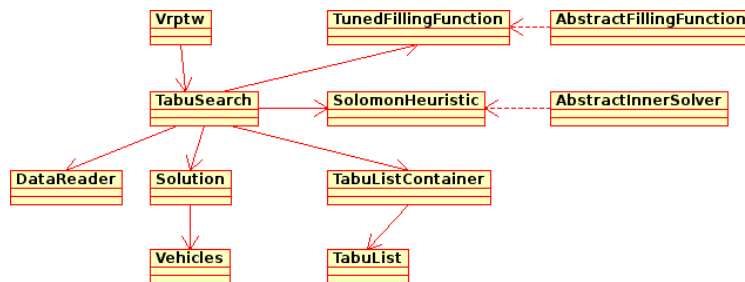 Vrptw
TunedFillingFunction
AbstractFillingFunction
TabuSearch
SolomonHeuristic
AbstractInnerSolver
DataReader
Solution
TabuListContainer
Vehicles
TabuList